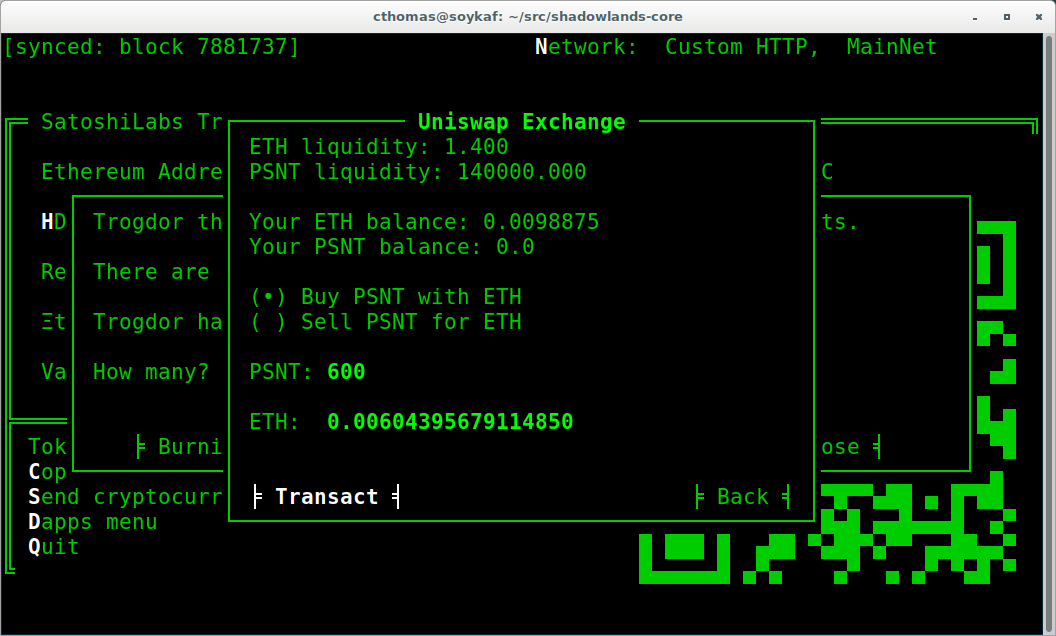 cthomas@soykaf: ~/src/shadowlands-core
[synced: block 7881737]
Network: Custom HTTP, MainNet
SatoshiLabs Tr
Uniswap Exchange
ETH liquidity: 1.400
Ethereum Addre
PSNT liquidity: 140000.000
C
HD
Trogdor th
Your ETH balance: 0.0098875
ts.
Your PSNT balance: 0.0
Re
There are
(•) Buy PSNT with ETH
Ξt
Trogdor ha
( ) Sell PSNT for ETH
Va
How many?
PSNT: 600
ETH: 0.00604395679114850
Tok
Burni
ose
Cop
Send cryptocurr
Transact
Back
Dapps menu
Quit